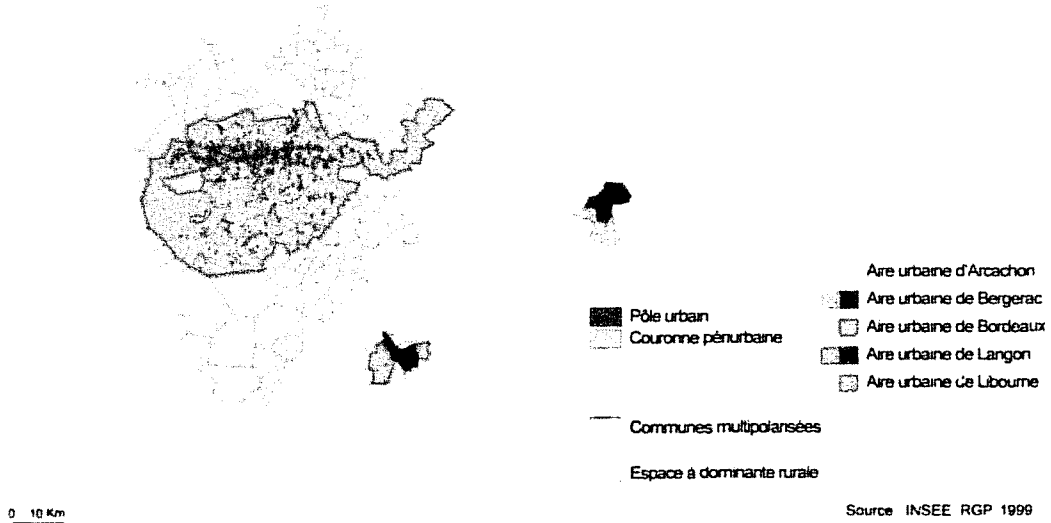 Pôle urbain
Couronne périurbaine
Communes multipolarisées
Espace à dominante rurale
Aire urbaine d'Arcachon
Aire urbaine de Bergerac
Aire urbaine de Bordeaux
Aire urbaine de Langon
Aire urbaine de Libourne
0 10 Km
Source INSEE RGP 1999